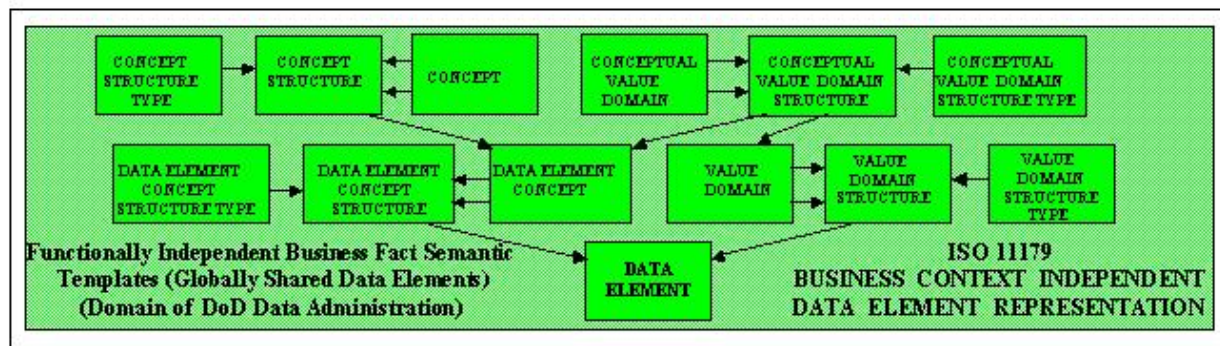 CONCEPT
STRUCTURE
TYPE
CONCEPT
STRUCTURE
CONCEPT
CONCEPTUAL
VALUE
DOMAIN
CONCEPTUAL
VALUE DOMAIN
STRUCTURE
CONCEPTUAL
VALUE DOMAIN
STRUCTURE TYPE
DATA ELEMENT
CONCEPT
STRUCTURE TYPE
DATA ELEMENT
CONCEPT
STRUCTURE
DATA ELEMENT
CONCEPT
VALUE
DOMAIN
VALUE
DOMAIN
STRUCTURE
VALUE
DOMAIN
STRUCTURE
TYPE
Functionally Independent Business Fact Semantic
Templates (Globally Shared Data Elements)
(Domain of DoD Data Administration)
DATA
ELEMENT
ISO 11179
BUSINESS CONTEXT INDEPENDENT
DATA ELEMENT REPRESENTATION